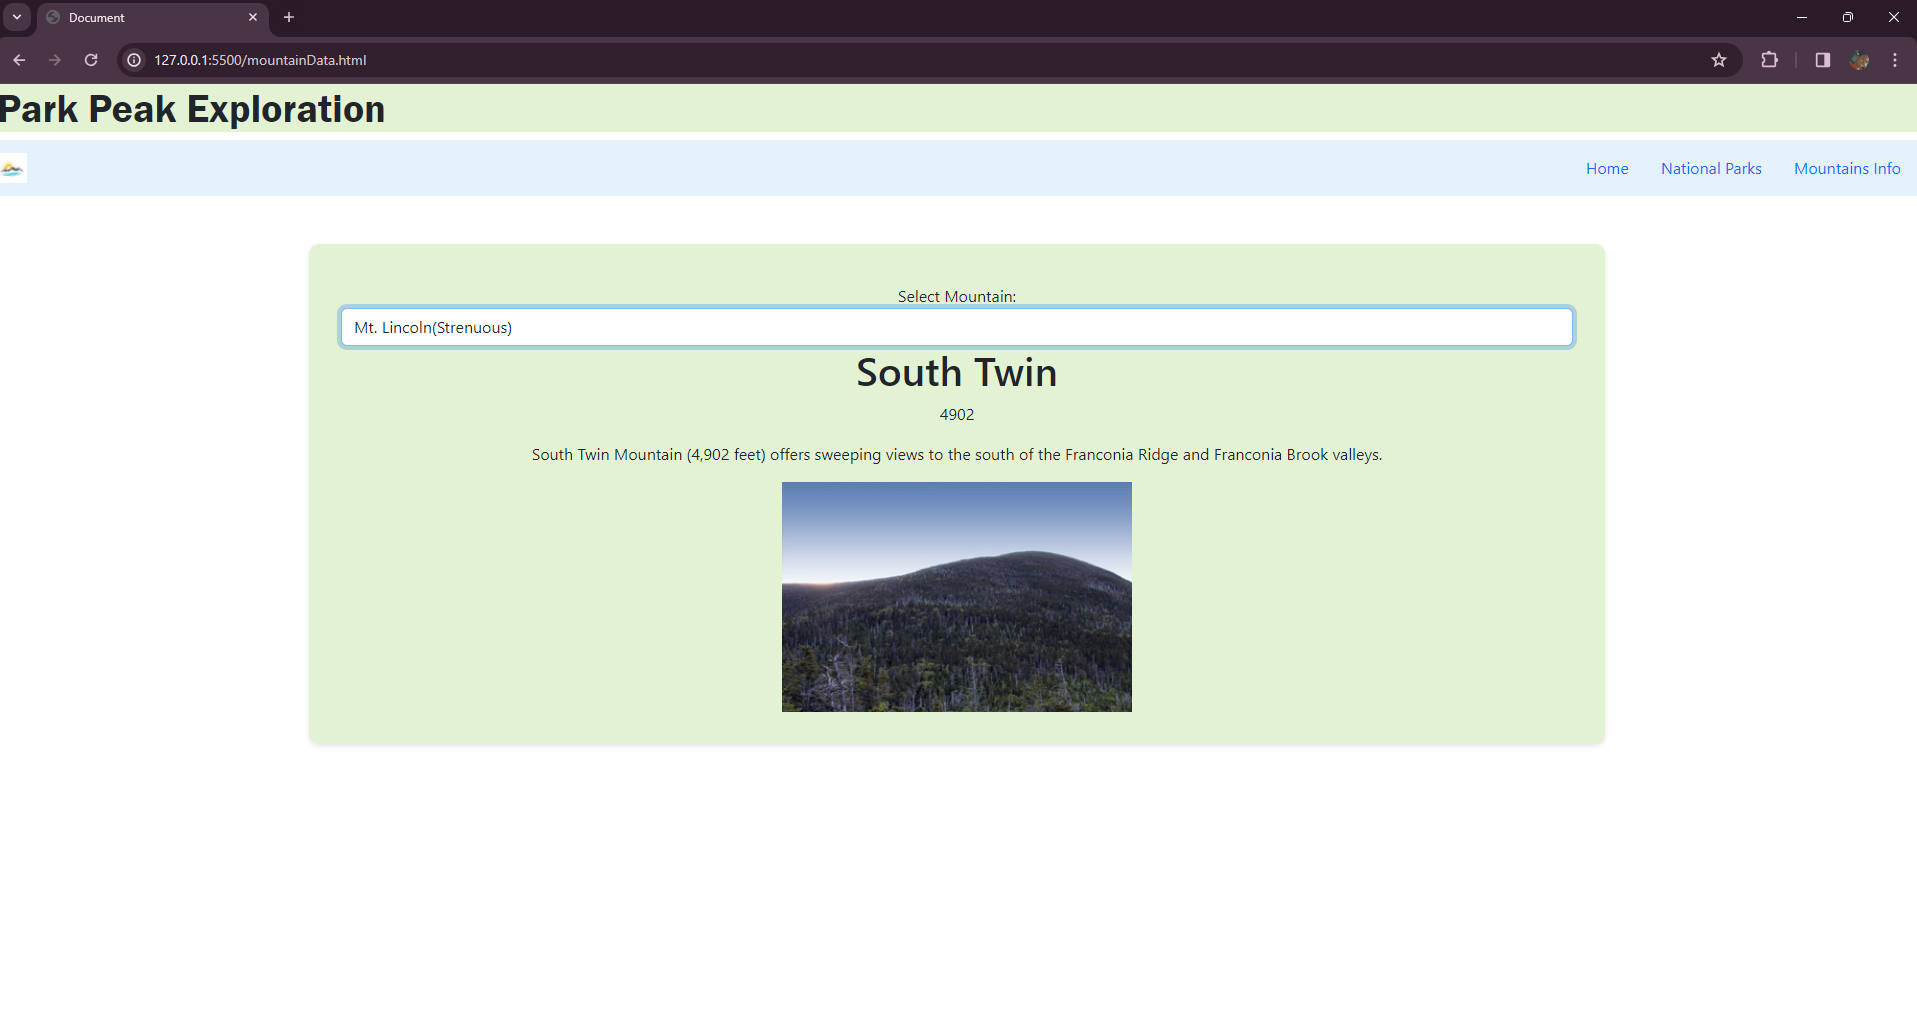 Document
127.0.0.1:5500/mountainData.html
Park Peak Exploration
Home National Parks Mountains Info
Select Mountain:
Mt. Lincoln(Strenuous)
South Twin
4902
South Twin Mountain (4,902 feet) offers sweeping views to the south of the Franconia Ridge and Franconia Brook valleys.